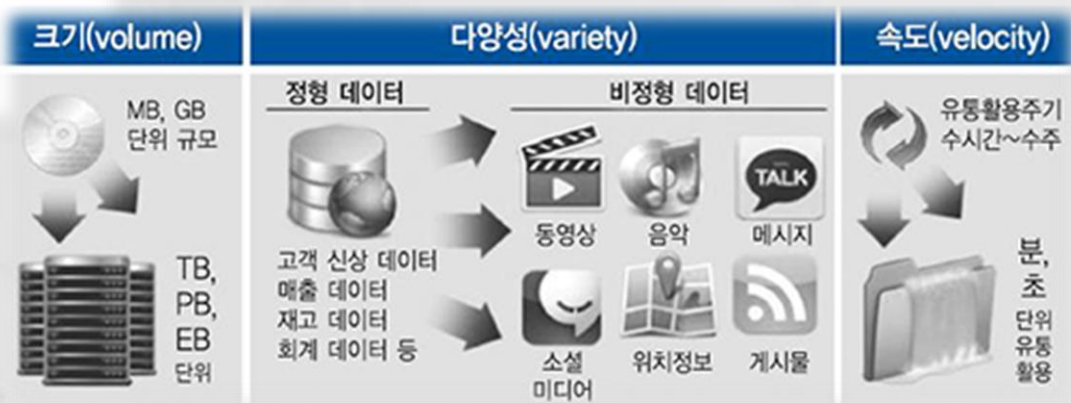 크기(volume)
MB, GB
단위 규모
TB,
PB,
EB
단위
다양성(variety)
정형 데이터
고객 신상 데이터
매출 데이터
재고 데이터
회계 데이터 등
비정형 데이터
동영상
음악
TALK
메시지
소셜
미디어
위치정보
게시물
속도(velocity)
유통활용주기
수시간~수주
분,
초
단위
유통
활용